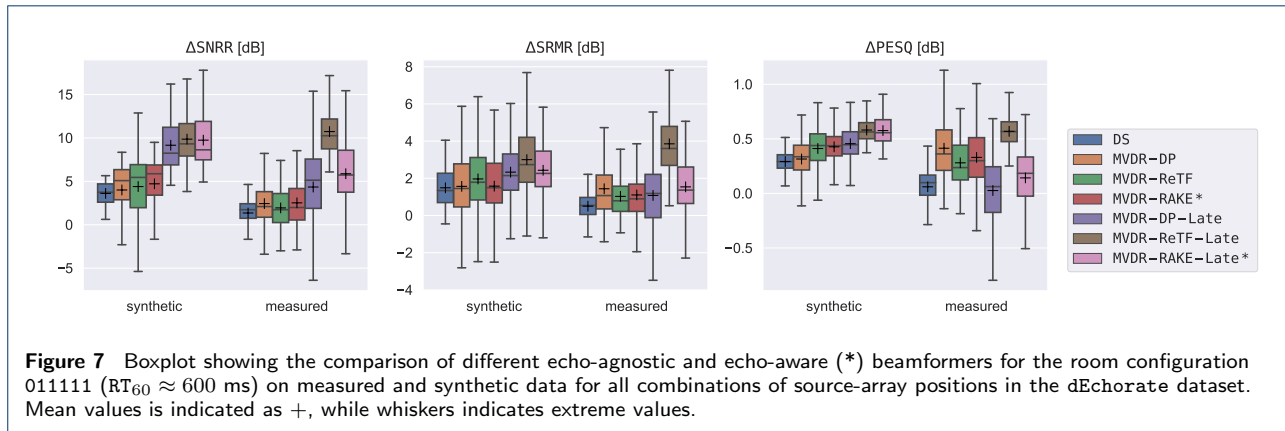 ΔSNRR [dB]
ΔSRMR [dB]
ΔPESQ [dB]
15
10
5
0
−5
synthetic
measured
8
6
4
2
0
−2
−4
synthetic
measured
1.0
0.5
0.0
−0.5
synthetic
measured
DS
MVDR-DP
MVDR-ReTF
MVDR-RAKE*
MVDR-DP-Late
MVDR-ReTF-Late
MVDR-RAKE-Late*
Figure 7 Boxplot showing the comparison of different echo-agnostic and echo-aware (*) beamformers for the room configuration
011111 (RT60 ≈ 600 ms) on measured and synthetic data for all combinations of source-array positions in the dEchorate dataset.
Mean values is indicated as +, while whiskers indicates extreme values.